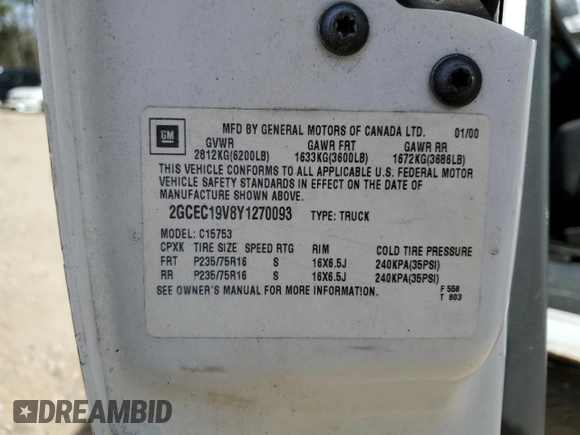 GM
MFD BY GENERAL MOTORS OF CANADA LTD. 01/00
GVWR GAWR FRT GAWR RR
2812KG(6200LB) 1633KG(3600LB) 1672KG(3686LB)
THIS VEHICLE CONFORMS TO ALL APPLICABLE U.S. FEDERAL MOTOR
VEHICLE SAFETY STANDARDS IN EFFECT ON THE DATE OF
MANUFACTURE SHOWN ABOVE.
2GCEC19V8Y1270093 TYPE: TRUCK
MODEL: C15753
CPXK TIRE SIZE SPEED RTG RIM COLD TIRE PRESSURE
FRT P235/75R16 S 16X6.5J 240KPA(35PSI)
RR P235/75R16 S 16X6.5J 240KPA(35PSI)
SEE OWNER'S MANUAL FOR MORE INFORMATION.
F 558
T 803
DREAMBID